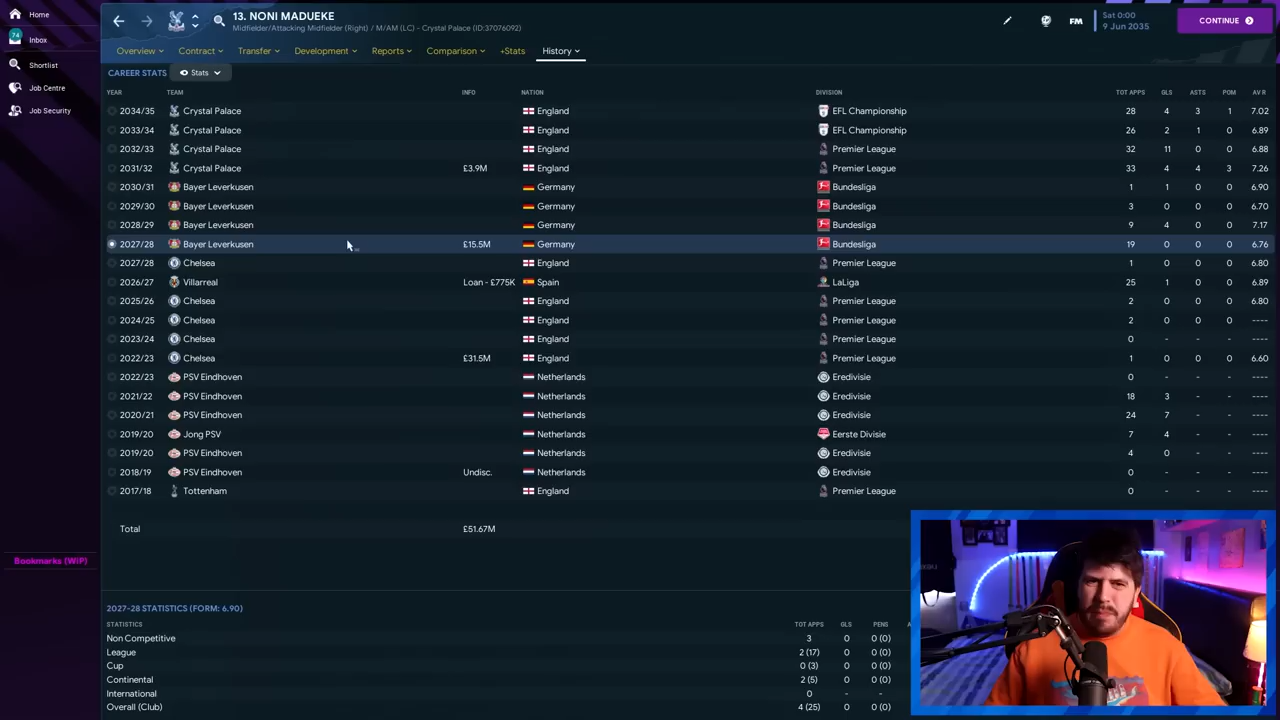 Home
74
Inbox
Shortlist
Job Centre
Job Security
Bookmarks (WiP)
13. NONI MADUEKE
Midfielder/Attacking Midfielder (Right) / M/AM (LC) - Crystal Palace (ID:37076092)
FM
Sat 0:00
9 Jun 2035
CONTINUE
Overview Contract Transfer Development Reports Comparison +Stats History
CAREER STATS Stats
YEAR TEAM INFO NATION DIVISION TOT APPS GLS ASTS POM AV R
2034/35 Crystal Palace England EFL Championship 28 4 3 1 7.02
2033/34 Crystal Palace England EFL Championship 26 2 1 0 6.89
2032/33 Crystal Palace England Premier League 32 11 0 0 6.88
2031/32 Crystal Palace £3.9M England Premier League 33 4 4 3 7.26
2030/31 Bayer Leverkusen Germany Bundesliga 1 1 0 0 6.90
2029/30 Bayer Leverkusen Germany Bundesliga 3 0 0 0 6.70
2028/29 Bayer Leverkusen Germany Bundesliga 9 4 0 0 7.17
2027/28 Bayer Leverkusen £15.5M Germany Bundesliga 19 0 0 0 6.76
2027/28 Chelsea England Premier League 1 0 0 0 6.80
2026/27 Villarreal Loan - £775K Spain LaLiga 25 1 0 0 6.89
2025/26 Chelsea England Premier League 2 0 0 0 6.80
2024/25 Chelsea England Premier League 2 0 0 0 ----
2023/24 Chelsea England Premier League 0 - - - ----
2022/23 Chelsea £31.5M England Premier League 1 0 0 0 6.60
2022/23 PSV Eindhoven Netherlands Eredivisie 0 - - - ----
2021/22 PSV Eindhoven Netherlands Eredivisie 18 3 - - ----
2020/21 PSV Eindhoven Netherlands Eredivisie 24 7 - - ----
2019/20 Jong PSV Netherlands Eerste Divisie 7 4 - - ----
2019/20 PSV Eindhoven Netherlands Eredivisie 4 0 - - ----
2018/19 PSV Eindhoven Undisc. Netherlands Eredivisie 0 - - - ----
2017/18 Tottenham England Premier League 0 - - - ----
Total £51.67M
2027-28 STATISTICS (FORM: 6.90)
STATISTICS TOT APPS GLS PENS A
Non Competitive 3 0 0 (0)
League 2 (17) 0 0 (0)
Cup 0 (3) 0 0 (0)
Continental 2 (5) 0 0 (0)
International 0 - -
Overall (Club) 4 (25) 0 0 (0)